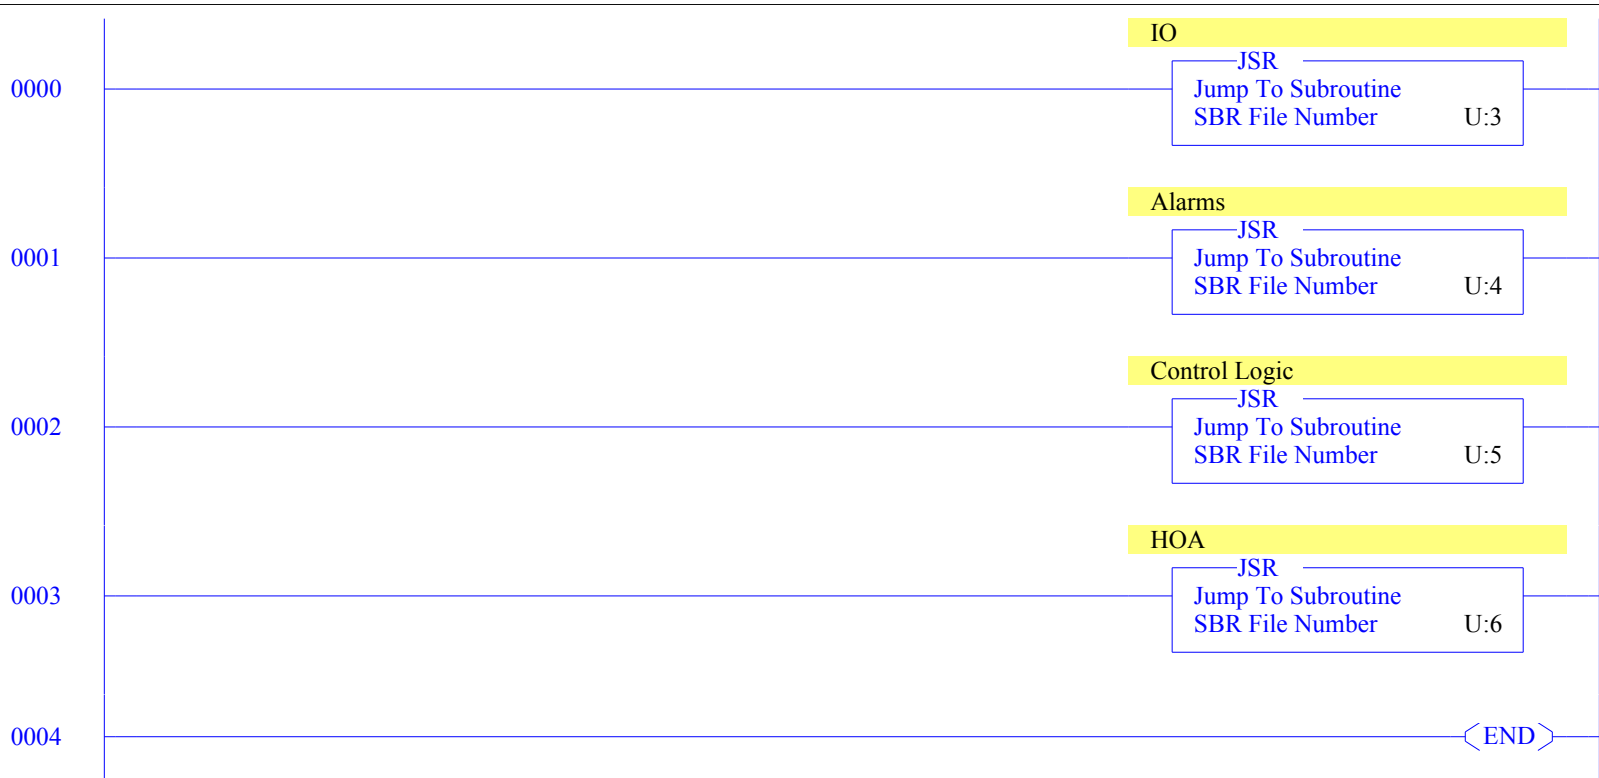 IO
JSR
0000
Jump To Subroutine
SBR File Number U:3
Alarms
JSR
0001
Jump To Subroutine
SBR File Number U:4
Control Logic
JSR
0002
Jump To Subroutine
SBR File Number U:5
HOA
JSR
0003
Jump To Subroutine
SBR File Number U:6
0004
END